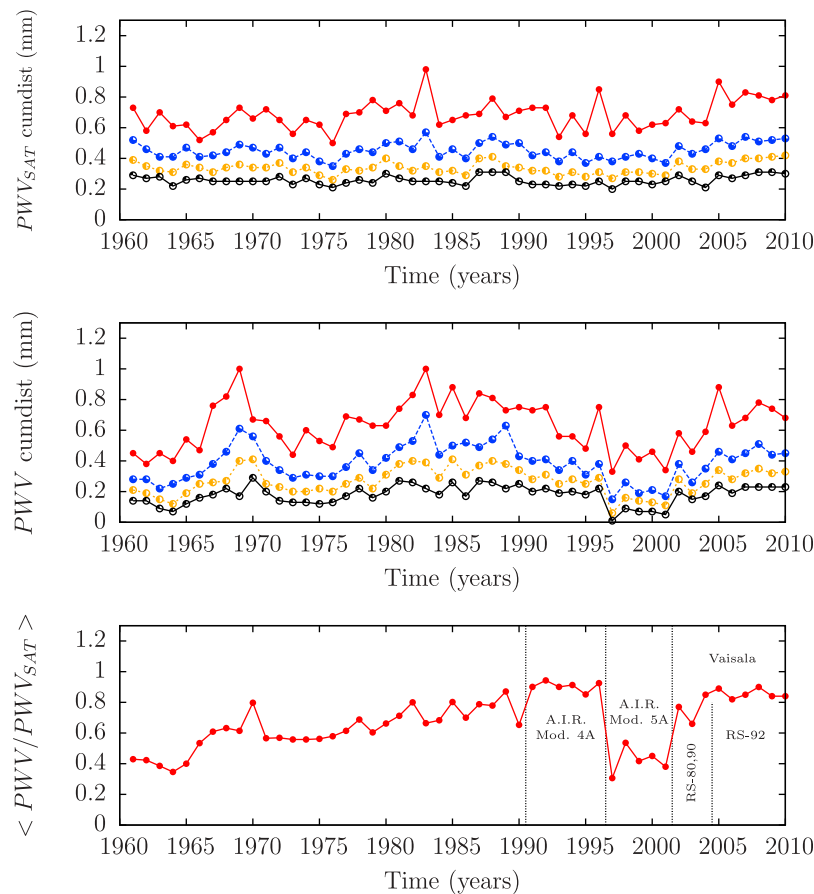 PWV_SAT cumdist (mm)
1.2
1
0.8
0.6
0.4
0.2
0
1960 1965 1970 1975 1980 1985 1990 1995 2000 2005 2010
Time (years)
PWV cumdist (mm)
1.2
1
0.8
0.6
0.4
0.2
0
1960 1965 1970 1975 1980 1985 1990 1995 2000 2005 2010
Time (years)
< PWV/PWV_SAT >
1.2
1
0.8
0.6
0.4
0.2
0
Vaisala
A.I.R.
Mod. 4A
A.I.R.
Mod. 5A
RS-80,90
RS-92
1960 1965 1970 1975 1980 1985 1990 1995 2000 2005 2010
Time (years)